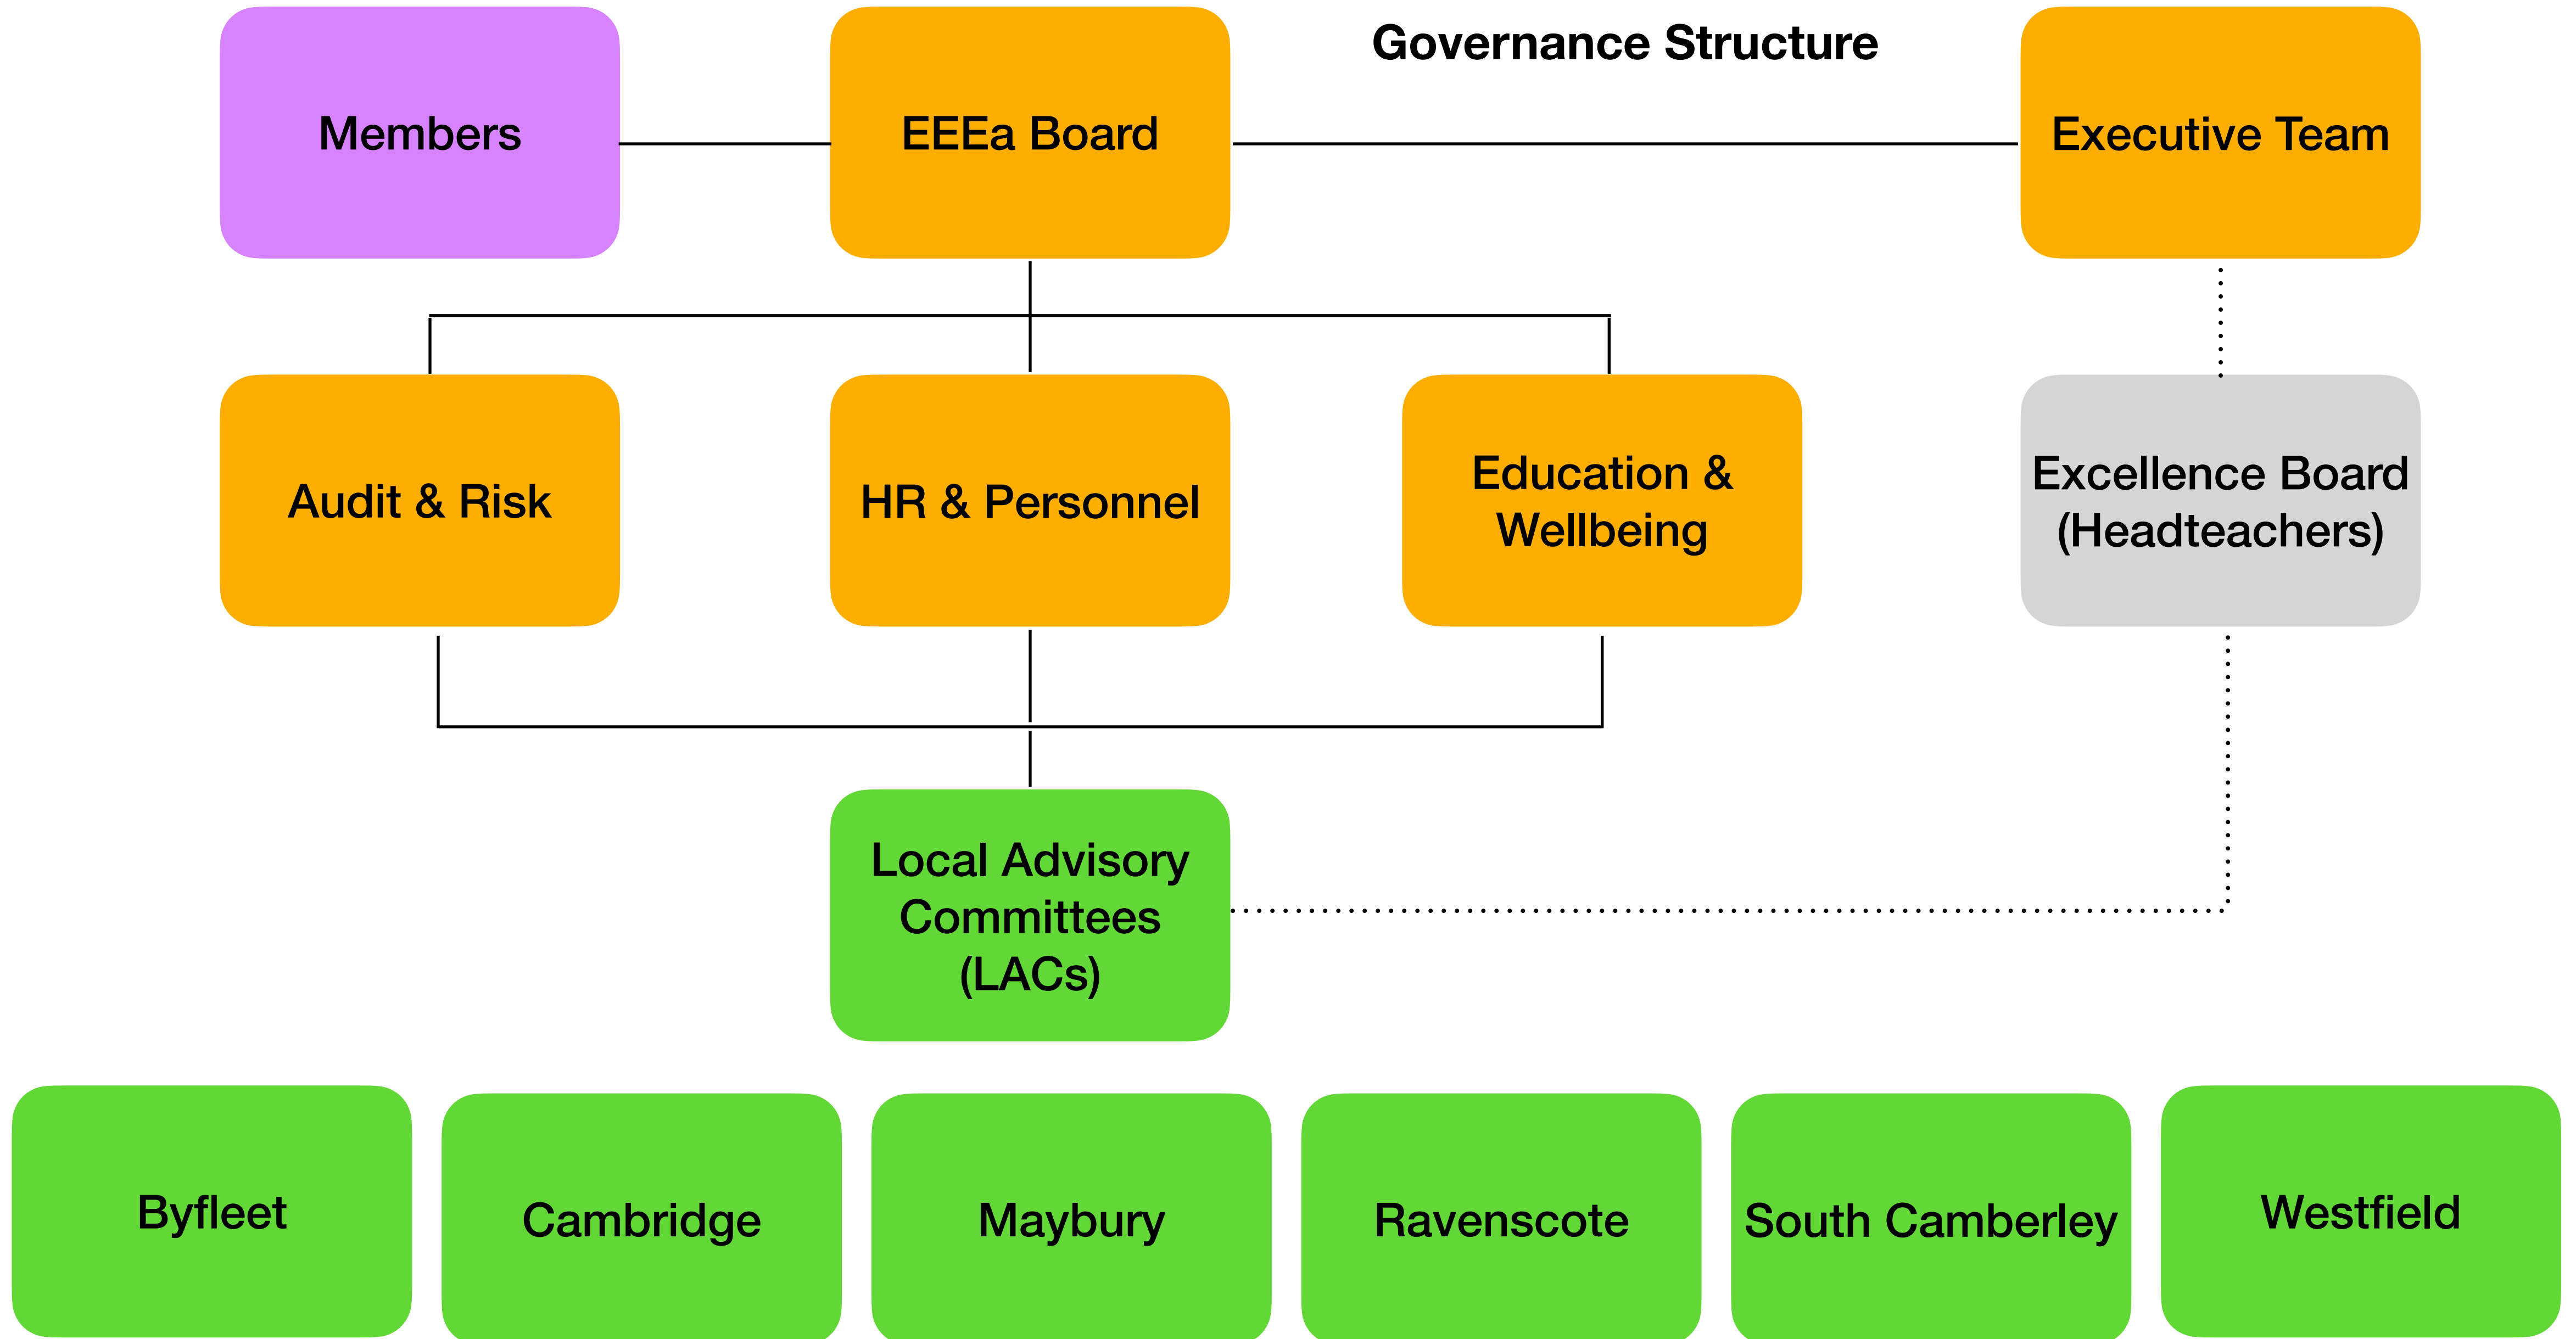 Governance Structure
Members
EEEa Board
Executive Team
Audit & Risk
HR & Personnel
Education &
Wellbeing
Excellence Board
(Headteachers)
Local Advisory
Committees
(LACs)
Byfleet
Cambridge
Maybury
Ravenscote
South Camberley
Westfield